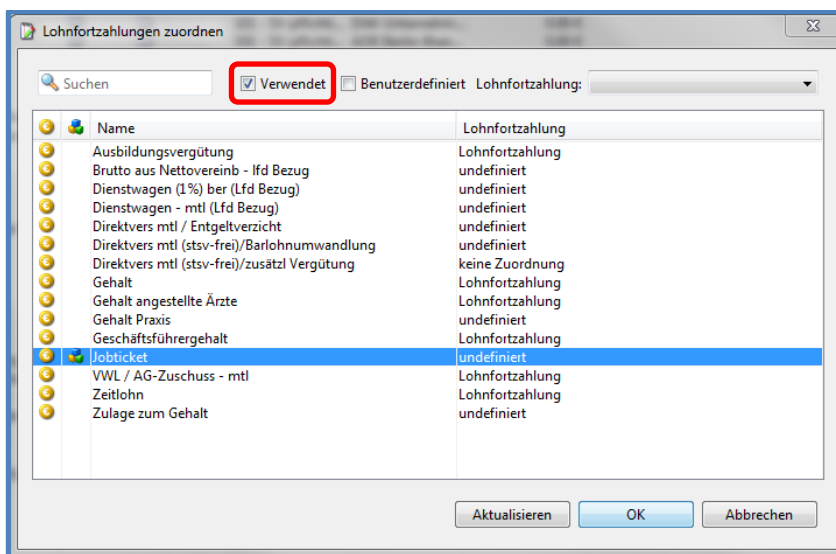 Lohnfortzahlungen zuordnen
Suchen Verwendet Benutzerdefiniert Lohnfortzahlung:
Name Lohnfortzahlung
Ausbildungsvergütung Lohnfortzahlung
Brutto aus Nettovereinb - lfd Bezug undefiniert
Dienstwagen (1%) ber (Lfd Bezug) undefiniert
Dienstwagen - mtl (Lfd Bezug) undefiniert
Direktvers mtl / Entgeltverzicht undefiniert
Direktvers mtl (stsv-frei)/Barlohnumwandlung undefiniert
Direktvers mtl (stsv-frei)/zusätzl Vergütung keine Zuordnung
Gehalt Lohnfortzahlung
Gehalt angestellte Ärzte Lohnfortzahlung
Gehalt Praxis undefiniert
Geschäftsführergehalt Lohnfortzahlung
Jobticket undefiniert
VWL / AG-Zuschuss - mtl Lohnfortzahlung
Zeitlohn Lohnfortzahlung
Zulage zum Gehalt undefiniert
Aktualisieren OK Abbrechen